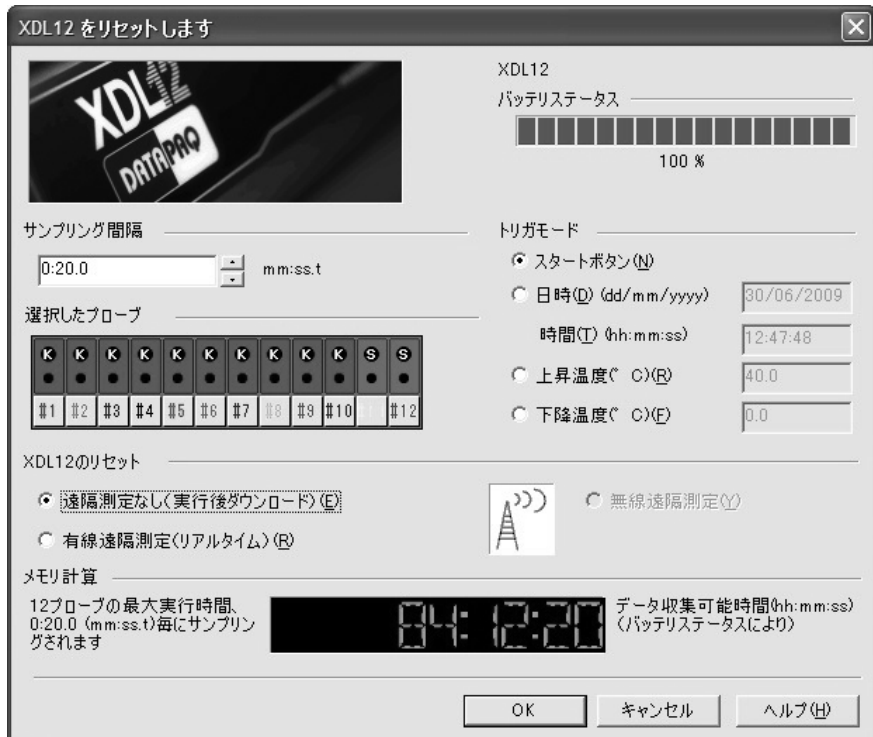 XDL12 をリセットします
XDL12
DATAPAQ
XDL12
バッテリステータス
100 %
サンプリング間隔
0:20.0
mm:ss.t
選択したプローブ
K K K K K K K K K K S S
#1 #2 #3 #4 #5 #6 #7 #8 #9 #10 #11 #12
トリガモード
スタートボタン(N)
日時(D) (dd/mm/yyyy)
30/06/2009
時間(T) (hh:mm:ss)
12:47:48
上昇温度(° C)(R)
40.0
下降温度(° C)(F)
0.0
XDL12のリセット
遠隔測定なし(実行後ダウンロード)(E)
無線遠隔測定(Y)
有線遠隔測定(リアルタイム)(R)
メモリ計算
12プローブの最大実行時間、
0:20.0 (mm:ss.t)毎にサンプリン
グされます
84:12:20
データ収集可能時間(hh:mm:ss)
(バッテリステータスにより)
OK
キャンセル
ヘルプ(H)